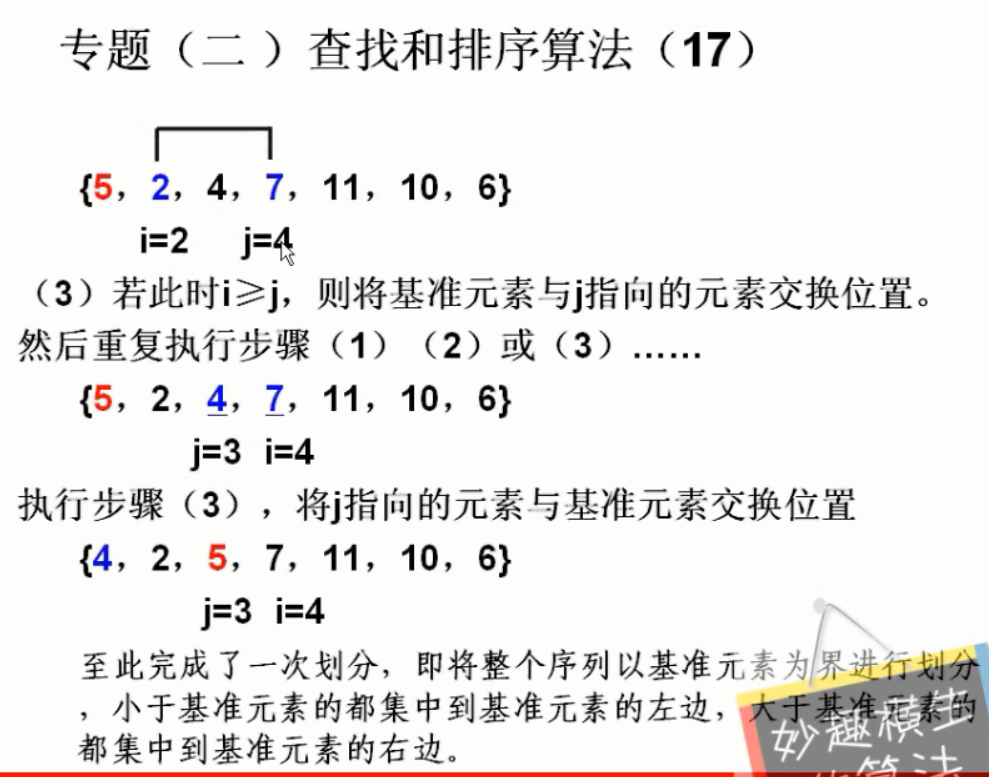 专题（二 ）查找和排序算法（17）
{5，2，4，7，11，10，6}
i=2 j=4
（3）若此时i≥j，则将基准元素与j指向的元素交换位置。
然后重复执行步骤（1）（2）或（3）……
{5，2，4，7，11，10，6}
j=3 i=4
执行步骤（3），将j指向的元素与基准元素交换位置
{4，2，5，7，11，10，6}
j=3 i=4
至此完成了一次划分，即将整个序列以基准元素为界进行划分
，小于基准元素的都集中到基准元素的左边，大于基准元素的
都集中到基准元素的右边。
妙趣横生
的算法